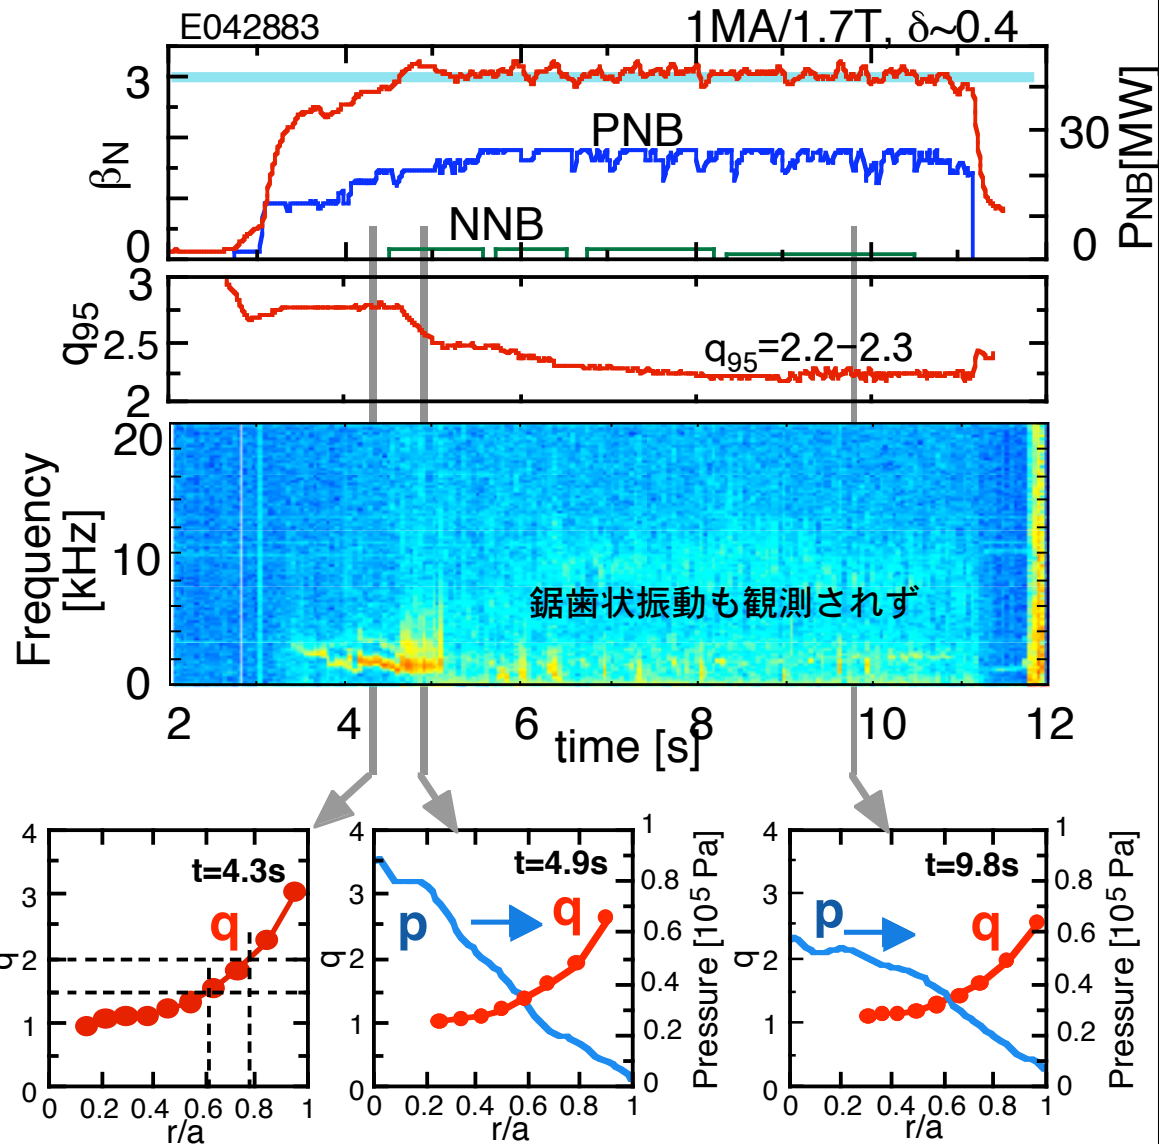 E042883
1MA/1.7T, δ~0.4
3
0
βN
PNB
NNB
30
0
PNB[MW]
3
2.5
2
q95
q95=2.2−2.3
20
10
0
Frequency
[kHz]
鋸歯状振動も観測されず
2 4 6 8 10 12
time [s]
4
3
2
1
0
q
t=4.3s
q
0 0.2 0.4 0.6 0.8 1
r/a
4
3
2
1
0
q
t=4.9s
p
q
1
0.8
0.6
0.4
0.2
0
Pressure [10⁵ Pa]
0 0.2 0.4 0.6 0.8 1
r/a
4
3
2
1
0
q
t=9.8s
p
q
1
0.8
0.6
0.4
0.2
0
Pressure [10⁵ Pa]
0 0.2 0.4 0.6 0.8 1
r/a